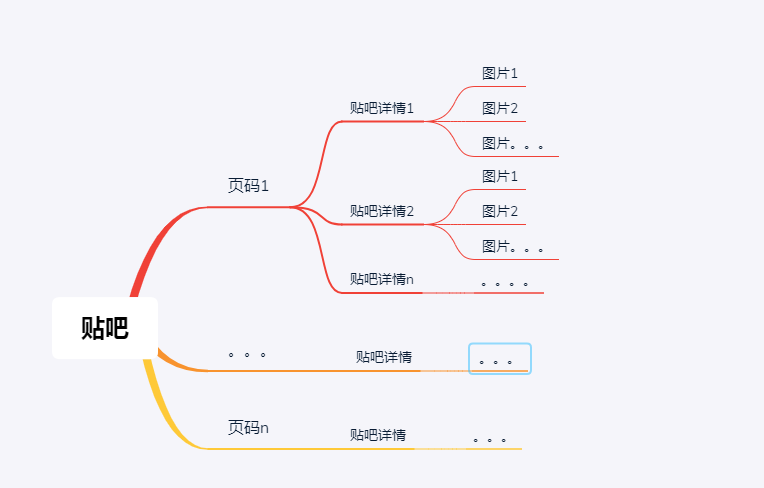 贴吧
页码1
贴吧详情1
图片1
图片2
图片。。。
贴吧详情2
图片1
图片2
图片。。。
贴吧详情n
。。。。
。。。
贴吧详情
。。。
页码n
贴吧详情
。。。